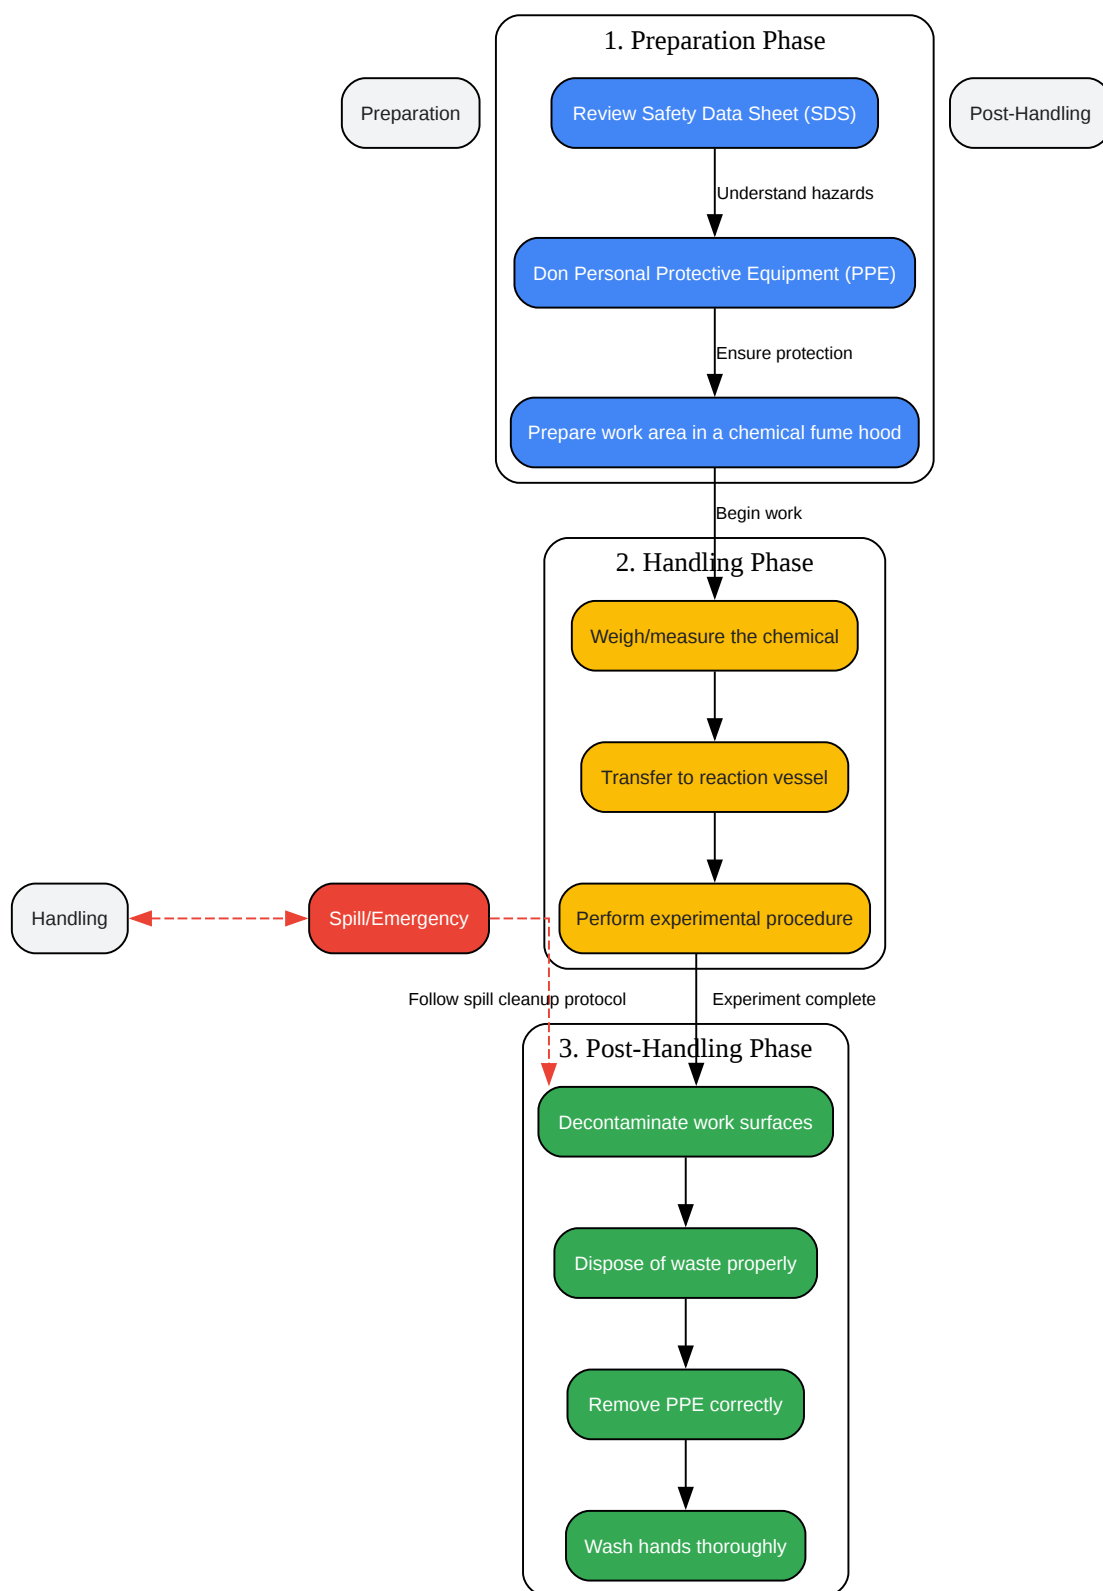 1. Preparation Phase
Preparation
Review Safety Data Sheet (SDS)
Post-Handling
Understand hazards
Don Personal Protective Equipment (PPE)
Ensure protection
Prepare work area in a chemical fume hood
Begin work
2. Handling Phase
Weigh/measure the chemical
Transfer to reaction vessel
Handling
Spill/Emergency
Perform experimental procedure
Follow spill cleanup protocol
Experiment complete
3. Post-Handling Phase
Decontaminate work surfaces
Dispose of waste properly
Remove PPE correctly
Wash hands thoroughly